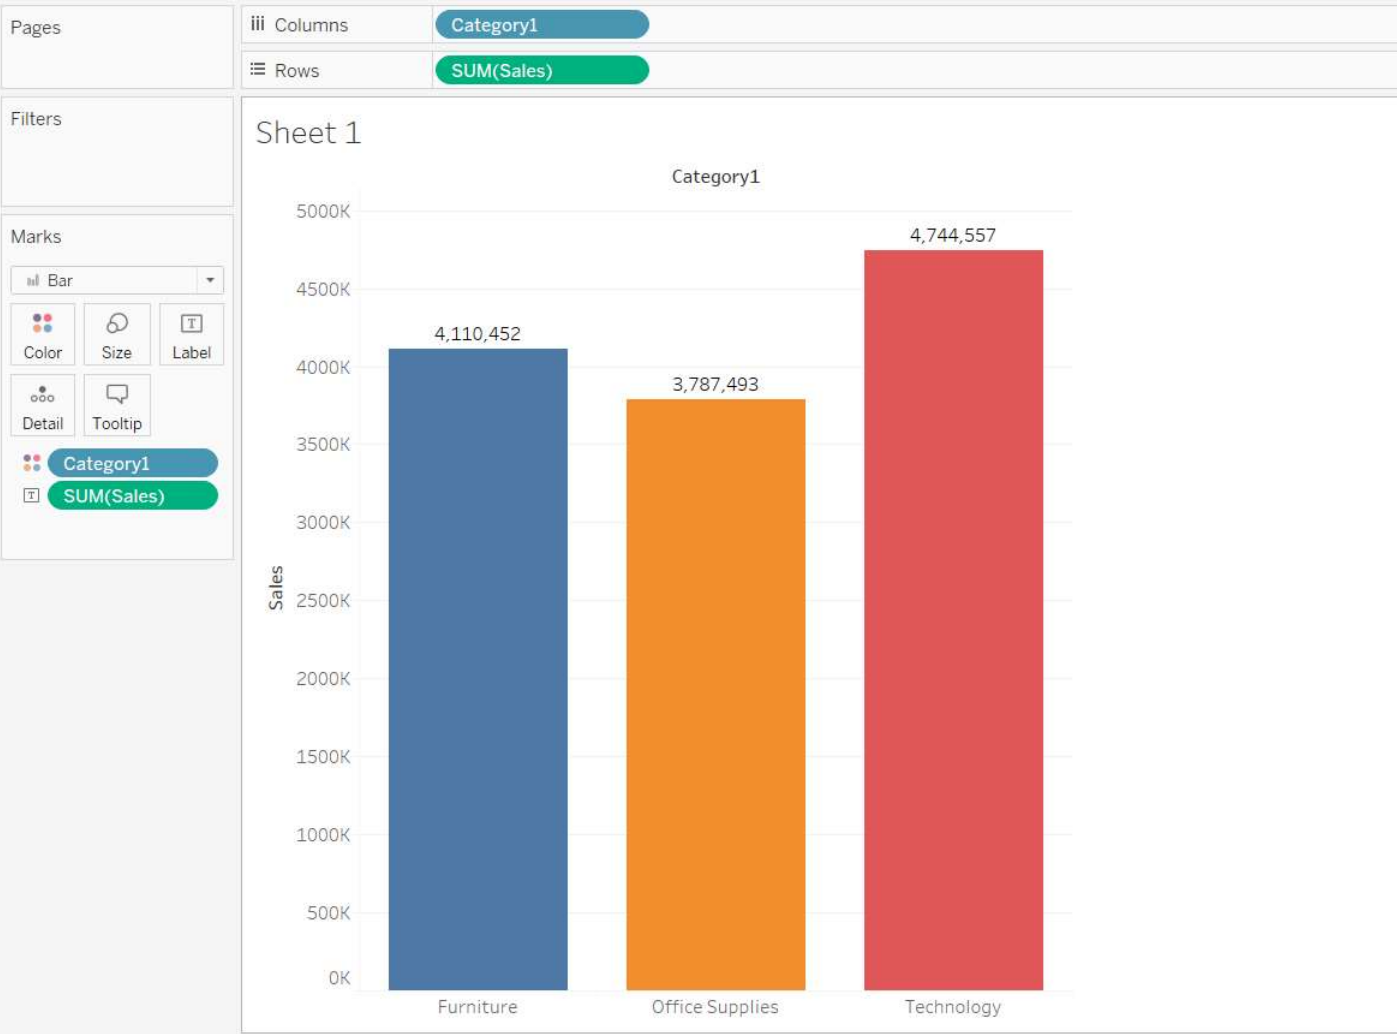 Pages
iii Columns
Category1
Rows
SUM(Sales)
Filters
Sheet 1
Marks
Bar
Color
Size
T
Label
Detail
Tooltip
Category1
T
SUM(Sales)
Category1
5000K
4500K
4000K
3500K
3000K
2500K
2000K
1500K
1000K
500K
0K
Sales
4,110,452
3,787,493
4,744,557
Furniture
Office Supplies
Technology